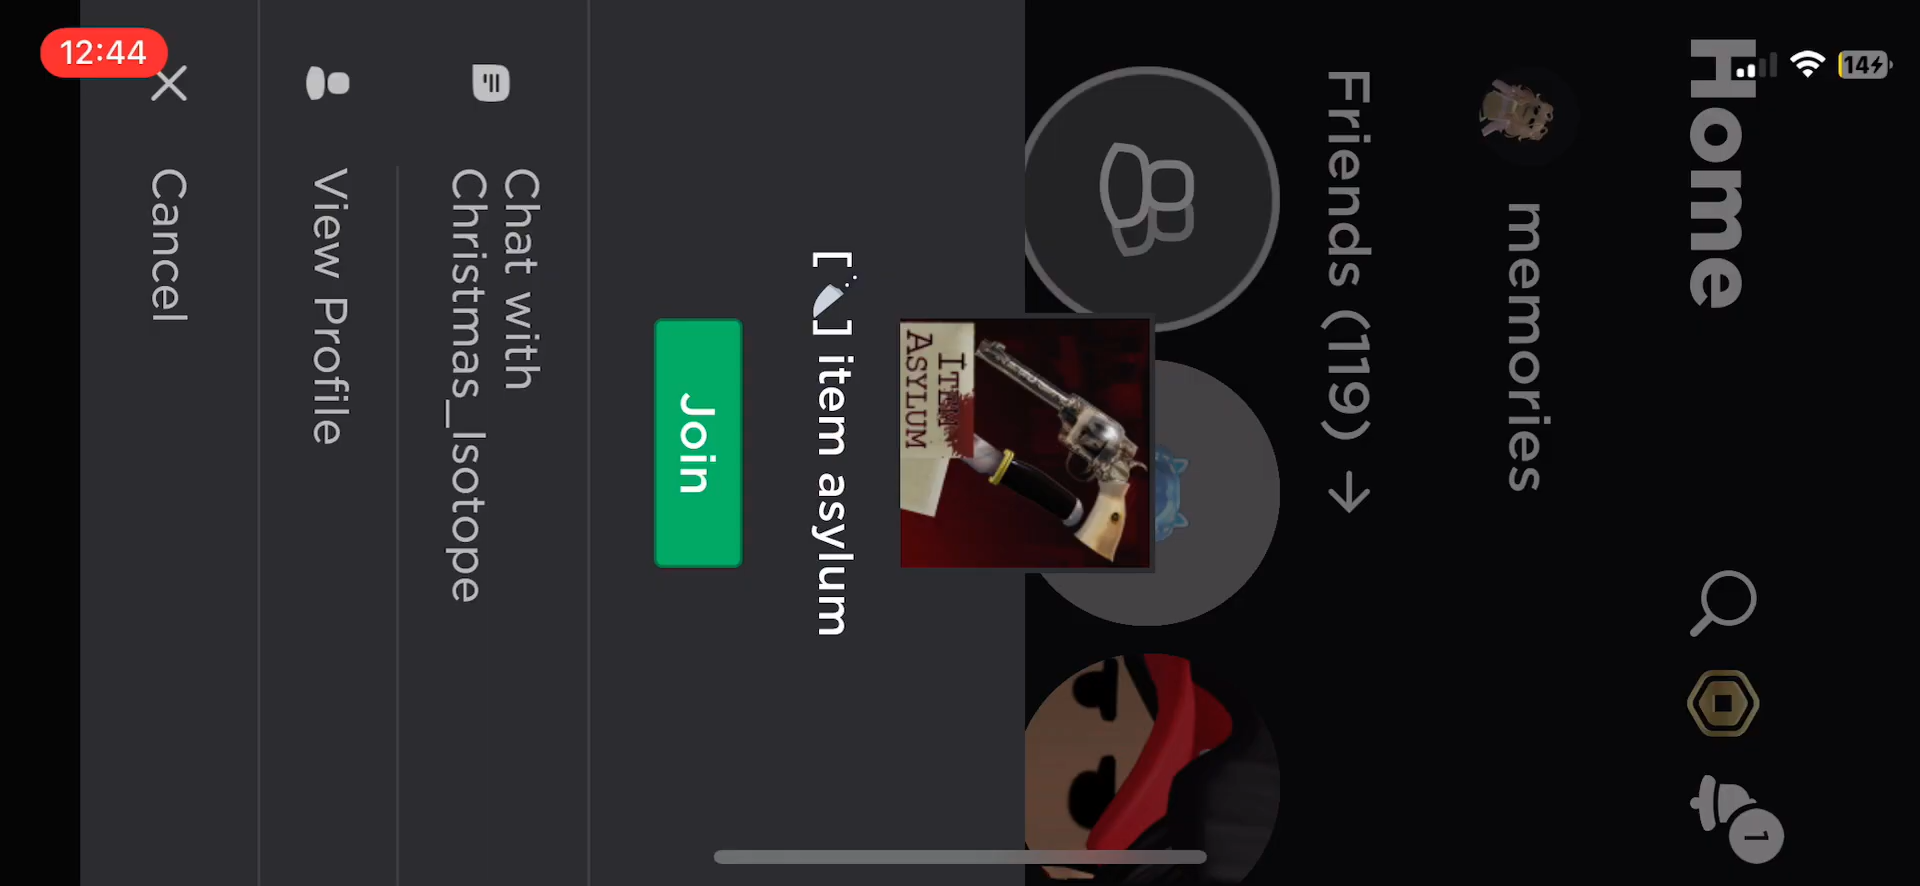 12:44
14
Home
1
memories
Friends (119)
ITEM
ASYLUM
[🔪] item asylum
Join
Chat with
Christmas_Isotope
View Profile
Cancel